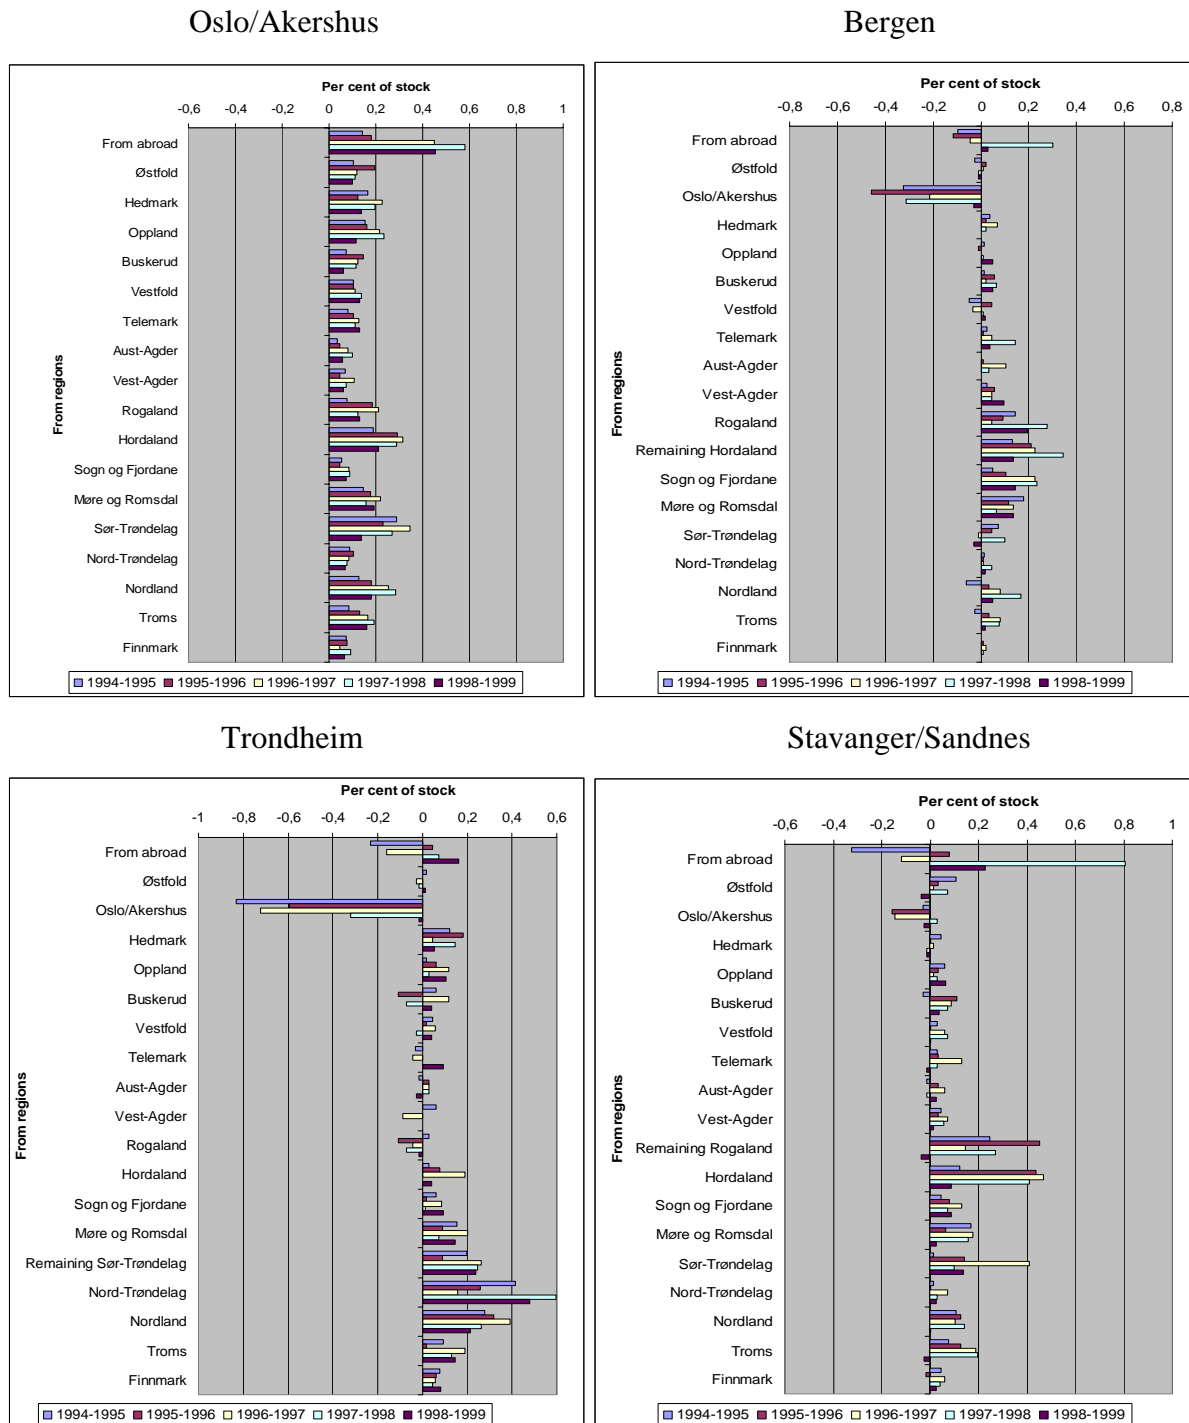 Oslo/Akershus
Per cent of stock
-0,6 -0,4 -0,2 0 0,2 0,4 0,6 0,8 1
From regions
From abroad
Østfold
Hedmark
Oppland
Buskerud
Vestfold
Telemark
Aust-Agder
Vest-Agder
Rogaland
Hordaland
Sogn og Fjordane
Møre og Romsdal
Sør-Trøndelag
Nord-Trøndelag
Nordland
Troms
Finnmark
1994-1995 1995-1996 1996-1997 1997-1998 1998-1999
Bergen
Per cent of stock
-0,8 -0,6 -0,4 -0,2 0 0,2 0,4 0,6 0,8
From regions
From abroad
Østfold
Oslo/Akershus
Hedmark
Oppland
Buskerud
Vestfold
Telemark
Aust-Agder
Vest-Agder
Rogaland
Remaining Hordaland
Sogn og Fjordane
Møre og Romsdal
Sør-Trøndelag
Nord-Trøndelag
Nordland
Troms
Finnmark
1994-1995 1995-1996 1996-1997 1997-1998 1998-1999
Trondheim
Per cent of stock
-1 -0,8 -0,6 -0,4 -0,2 0 0,2 0,4 0,6
From regions
From abroad
Østfold
Oslo/Akershus
Hedmark
Oppland
Buskerud
Vestfold
Telemark
Aust-Agder
Vest-Agder
Rogaland
Hordaland
Sogn og Fjordane
Møre og Romsdal
Remaining Sør-Trøndelag
Nord-Trøndelag
Nordland
Troms
Finnmark
1994-1995 1995-1996 1996-1997 1997-1998 1998-1999
Stavanger/Sandnes
Per cent of stock
-0,6 -0,4 -0,2 0 0,2 0,4 0,6 0,8 1
From regions
From abroad
Østfold
Oslo/Akershus
Hedmark
Oppland
Buskerud
Vestfold
Telemark
Aust-Agder
Vest-Agder
Remaining Rogaland
Hordaland
Sogn og Fjordane
Møre og Romsdal
Sør-Trøndelag
Nord-Trøndelag
Nordland
Troms
Finnmark
1994-1995 1995-1996 1996-1997 1997-1998 1998-1999